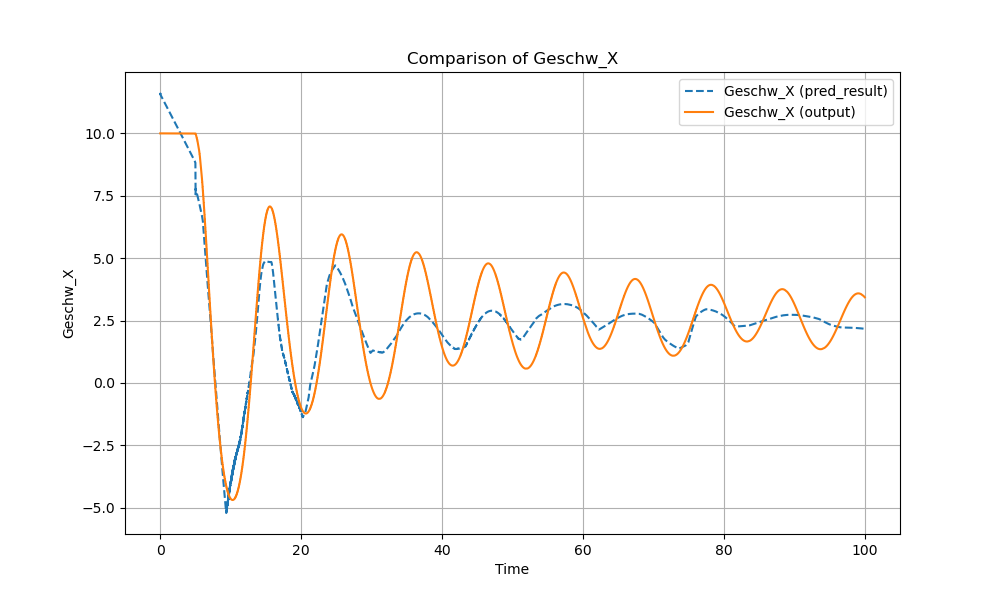 Comparison of Geschw_X
Geschw_X (pred_result)
Geschw_X (output)
Geschw_X
10.0
7.5
5.0
2.5
0.0
−2.5
−5.0
0 20 40 60 80 100
Time